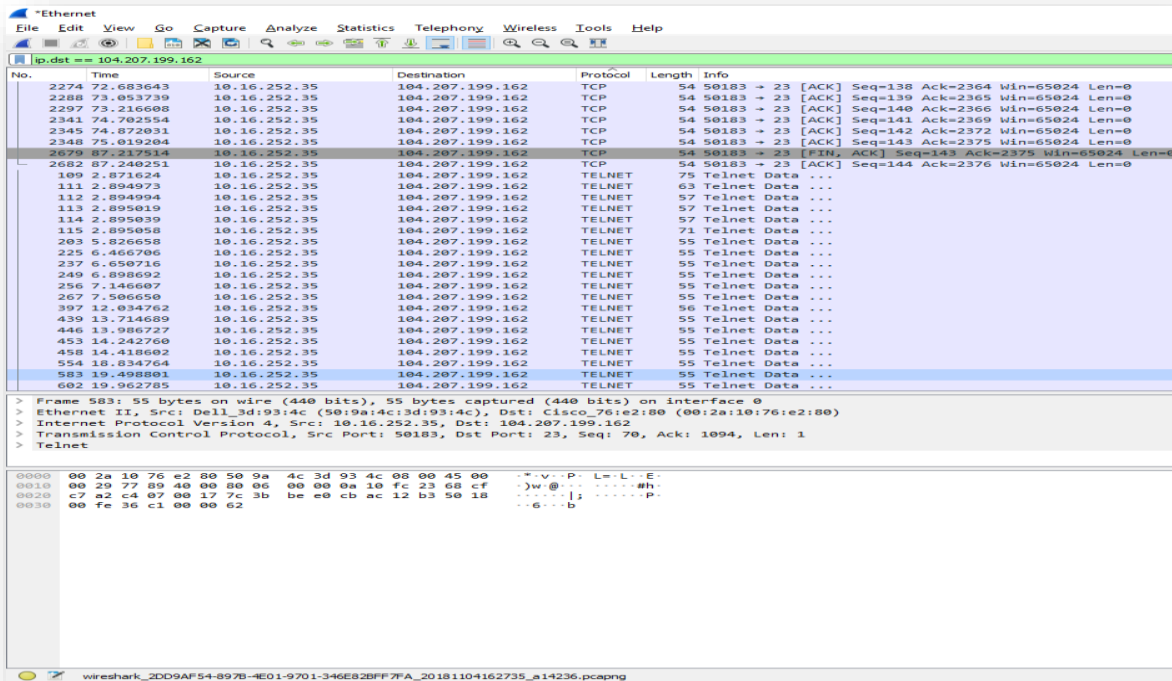 *Ethernet
File Edit View Go Capture Analyze Statistics Telephony Wireless Tools Help
ip.dst == 104.207.199.162
No. Time Source Destination Protocol Length Info
2274 72.683643 10.16.252.35 104.207.199.162 TCP 54 50183 → 23 [ACK] Seq=138 Ack=2364 Win=65024 Len=0
2288 73.053739 10.16.252.35 104.207.199.162 TCP 54 50183 → 23 [ACK] Seq=139 Ack=2365 Win=65024 Len=0
2297 73.216608 10.16.252.35 104.207.199.162 TCP 54 50183 → 23 [ACK] Seq=140 Ack=2366 Win=65024 Len=0
2341 74.702554 10.16.252.35 104.207.199.162 TCP 54 50183 → 23 [ACK] Seq=141 Ack=2369 Win=65024 Len=0
2345 74.872031 10.16.252.35 104.207.199.162 TCP 54 50183 → 23 [ACK] Seq=142 Ack=2372 Win=65024 Len=0
2348 75.019204 10.16.252.35 104.207.199.162 TCP 54 50183 → 23 [ACK] Seq=143 Ack=2375 Win=65024 Len=0
2679 87.217514 10.16.252.35 104.207.199.162 TCP 54 50183 → 23 [FIN, ACK] Seq=143 Ack=2375 Win=65024 Len=0
2682 87.240251 10.16.252.35 104.207.199.162 TCP 54 50183 → 23 [ACK] Seq=144 Ack=2376 Win=65024 Len=0
109 2.871624 10.16.252.35 104.207.199.162 TELNET 75 Telnet Data ...
111 2.894973 10.16.252.35 104.207.199.162 TELNET 63 Telnet Data ...
112 2.894994 10.16.252.35 104.207.199.162 TELNET 57 Telnet Data ...
113 2.895019 10.16.252.35 104.207.199.162 TELNET 57 Telnet Data ...
114 2.895039 10.16.252.35 104.207.199.162 TELNET 57 Telnet Data ...
115 2.895058 10.16.252.35 104.207.199.162 TELNET 71 Telnet Data ...
203 5.826658 10.16.252.35 104.207.199.162 TELNET 55 Telnet Data ...
225 6.466706 10.16.252.35 104.207.199.162 TELNET 55 Telnet Data ...
237 6.650716 10.16.252.35 104.207.199.162 TELNET 55 Telnet Data ...
249 6.898692 10.16.252.35 104.207.199.162 TELNET 55 Telnet Data ...
256 7.146607 10.16.252.35 104.207.199.162 TELNET 55 Telnet Data ...
267 7.506650 10.16.252.35 104.207.199.162 TELNET 55 Telnet Data ...
397 12.034762 10.16.252.35 104.207.199.162 TELNET 56 Telnet Data ...
439 13.714689 10.16.252.35 104.207.199.162 TELNET 55 Telnet Data ...
446 13.986727 10.16.252.35 104.207.199.162 TELNET 55 Telnet Data ...
453 14.242760 10.16.252.35 104.207.199.162 TELNET 55 Telnet Data ...
458 14.418602 10.16.252.35 104.207.199.162 TELNET 55 Telnet Data ...
554 18.834764 10.16.252.35 104.207.199.162 TELNET 55 Telnet Data ...
583 19.498801 10.16.252.35 104.207.199.162 TELNET 55 Telnet Data ...
602 19.962785 10.16.252.35 104.207.199.162 TELNET 55 Telnet Data ...
> Frame 583: 55 bytes on wire (440 bits), 55 bytes captured (440 bits) on interface 0
> Ethernet II, Src: Dell_3d:93:4c (50:9a:4c:3d:93:4c), Dst: Cisco_76:e2:80 (00:2a:10:76:e2:80)
> Internet Protocol Version 4, Src: 10.16.252.35, Dst: 104.207.199.162
> Transmission Control Protocol, Src Port: 50183, Dst Port: 23, Seq: 70, Ack: 1094, Len: 1
> Telnet
0000 00 2a 10 76 e2 80 50 9a 4c 3d 93 4c 08 00 45 00 ·*·v··P· L=·L··E·
0010 00 29 77 89 40 00 80 06 00 00 0a 10 fc 23 68 cf ·)w·@··· ·····#h·
0020 c7 a2 c4 07 00 17 7c 3b be e0 cb ac 12 b3 50 18 ······|; ······P·
0030 00 fe 36 c1 00 00 62 ··6···b
wireshark_2DD9AF54-897B-4E01-9701-346E82BFF7FA_20181104162735_a14236.pcapng